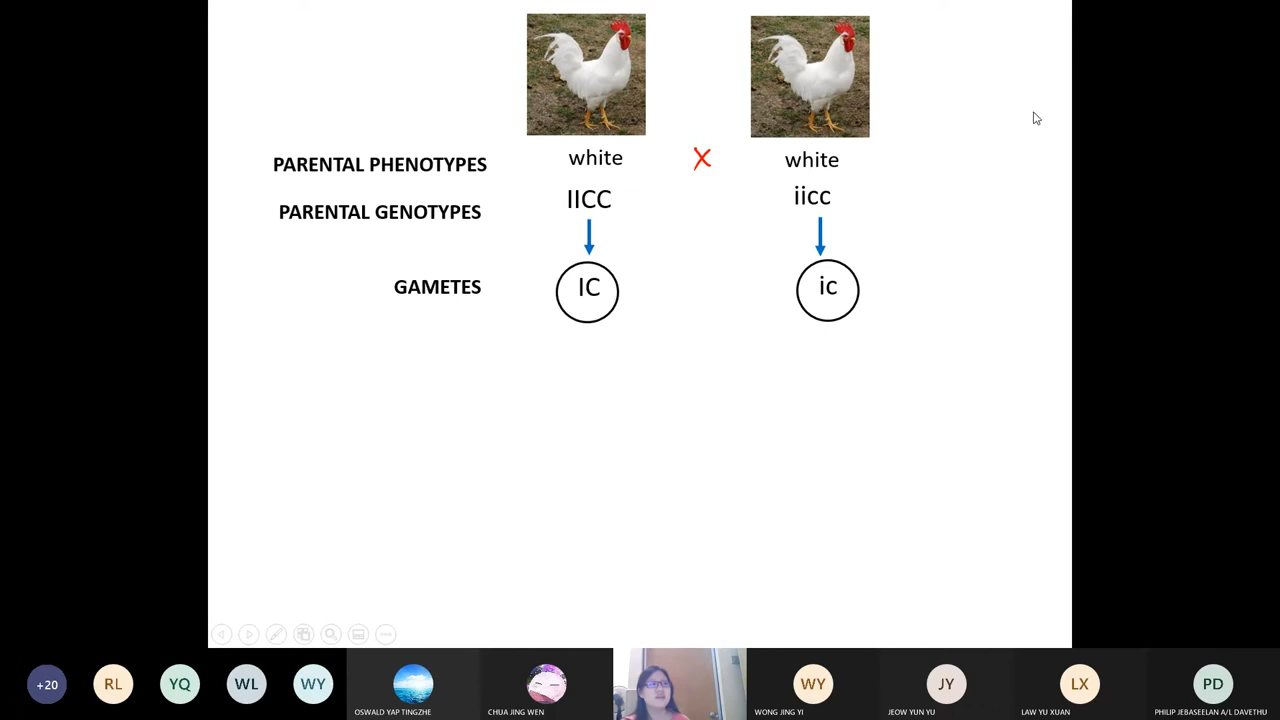 PARENTAL PHENOTYPES white X white
PARENTAL GENOTYPES IICC iicc
GAMETES IC ic
+20 RL YQ WL WY WY JY LX PD
OSWALD YAP TINGZHE CHUA JING WEN WONG JING YI JEOW YUN YU LAW YU XUAN PHILIP JEBASEELAN A/L DAVETHU